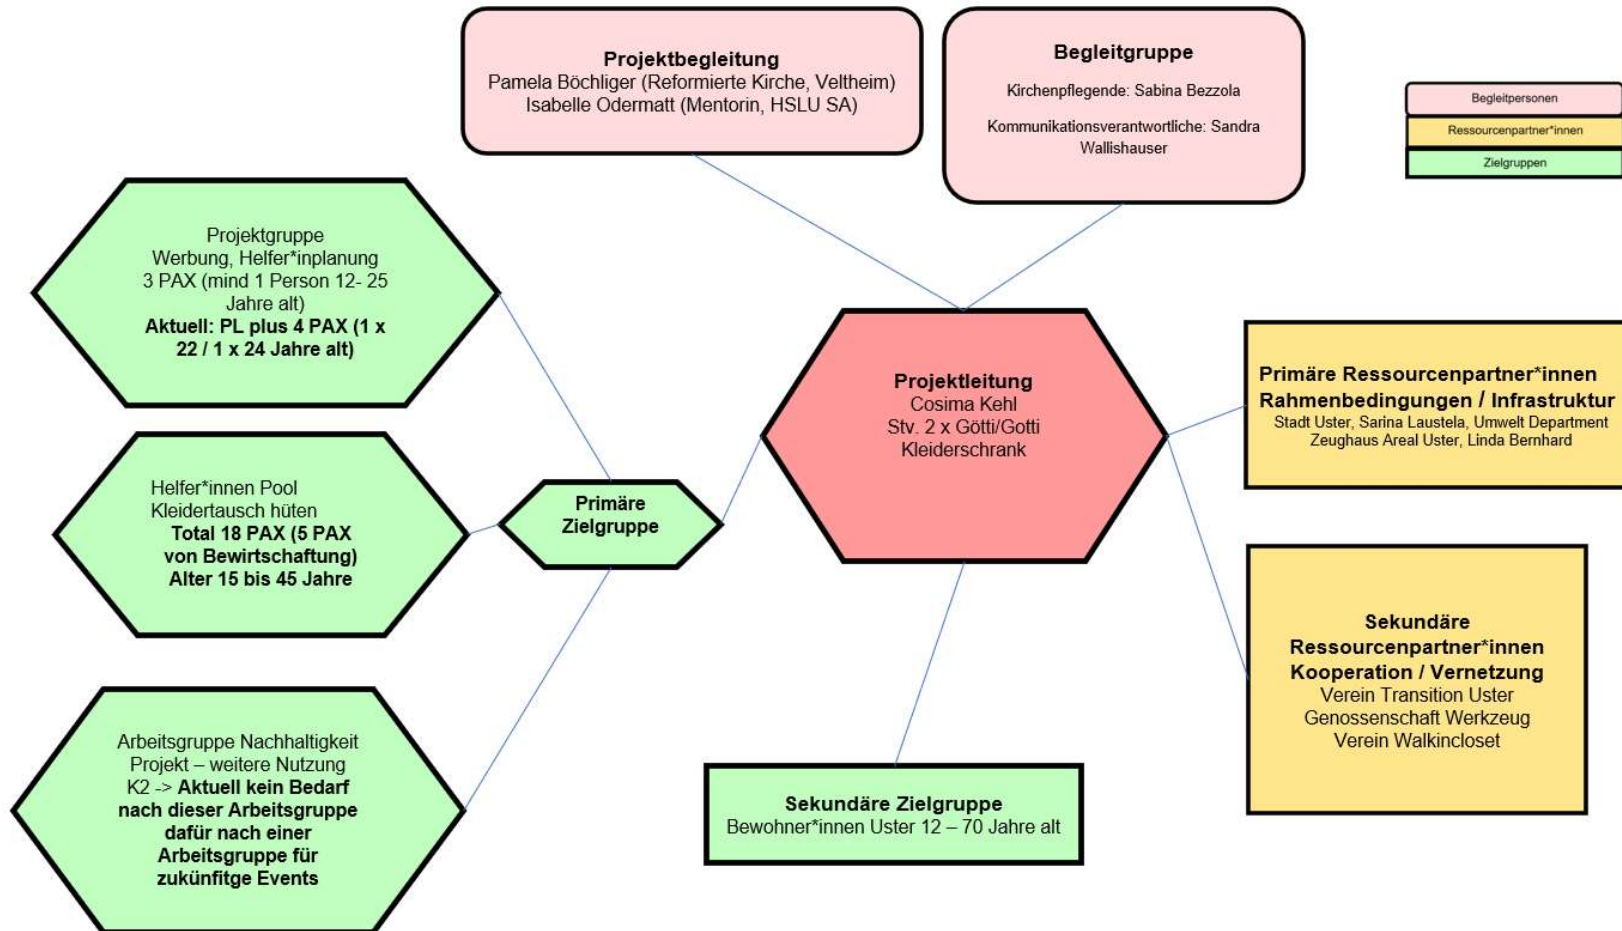 Projektbegleitung
Pamela Böchliger (Reformierte Kirche, Veltheim)
Isabelle Odermatt (Mentorin, HSLU SA)
Begleitgruppe
Kirchenpflegende: Sabina Bezzola
Kommunikationsverantwortliche: Sandra
Wallishauser
Begleitpersonen
Ressourcenpartner*innen
Zielgruppen
Projektgruppe
Werbung, Helfer*inplanung
3 PAX (mind 1 Person 12- 25
Jahre alt)
Aktuell: PL plus 4 PAX (1 x
22 / 1 x 24 Jahre alt)
Helfer*innen Pool
Kleidertausch hüten
Total 18 PAX (5 PAX
von Bewirtschaftung)
Alter 15 bis 45 Jahre
Arbeitsgruppe Nachhaltigkeit
Projekt – weitere Nutzung
K2 -> Aktuell kein Bedarf
nach dieser Arbeitsgruppe
dafür nach einer
Arbeitsgruppe für
zukünfitge Events
Primäre
Zielgruppe
Projektleitung
Cosima Kehl
Stv. 2 x Götti/Gotti
Kleiderschrank
Sekundäre Zielgruppe
Bewohner*innen Uster 12 – 70 Jahre alt
Primäre Ressourcenpartner*innen
Rahmenbedingungen / Infrastruktur
Stadt Uster, Sarina Laustela, Umwelt Department
Zeughaus Areal Uster, Linda Bernhard
Sekundäre
Ressourcenpartner*innen
Kooperation / Vernetzung
Verein Transition Uster
Genossenschaft Werkzeug
Verein Walkincloset